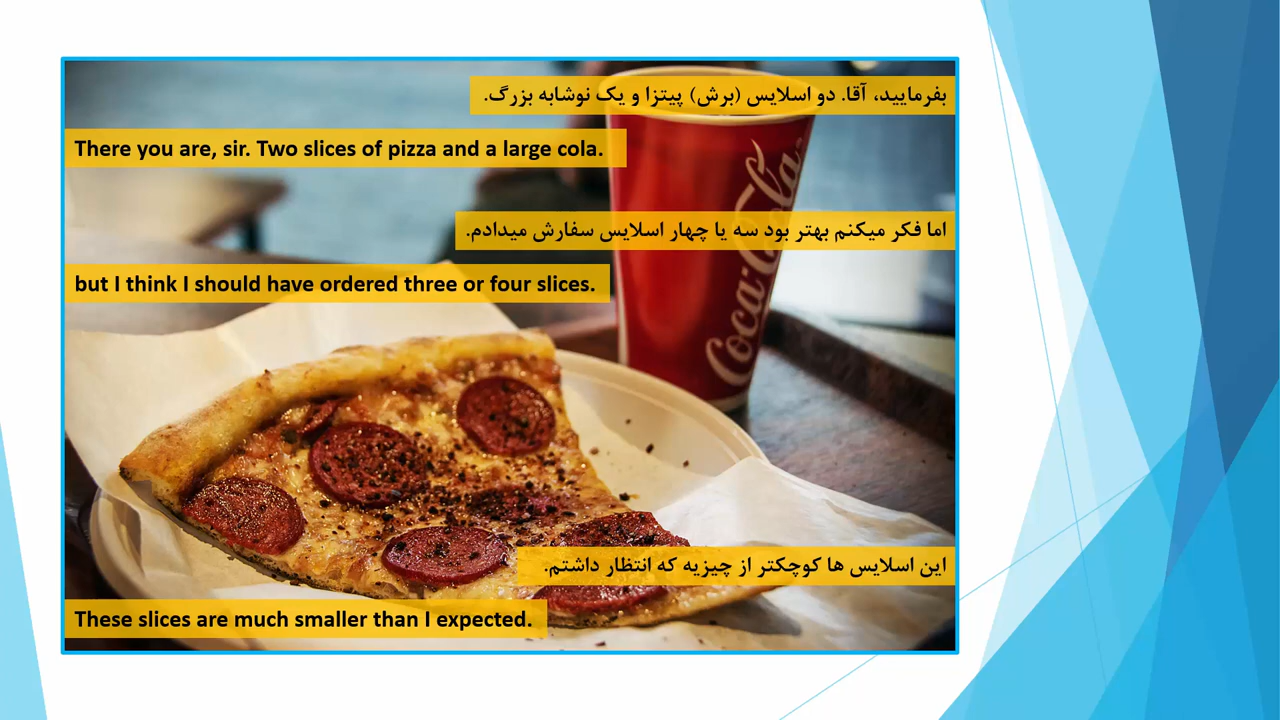 بفرمایید، آقا. دو اسلایس (برش) پیتزا و یک نوشابه بزرگ.
There you are, sir. Two slices of pizza and a large cola.
اما فکر میکنم بهتر بود سه یا چهار اسلایس سفارش میدادم.
but I think I should have ordered three or four slices.
Coca-Cola
این اسلایس ها کوچکتر از چیزیه که انتظار داشتم.
These slices are much smaller than I expected.